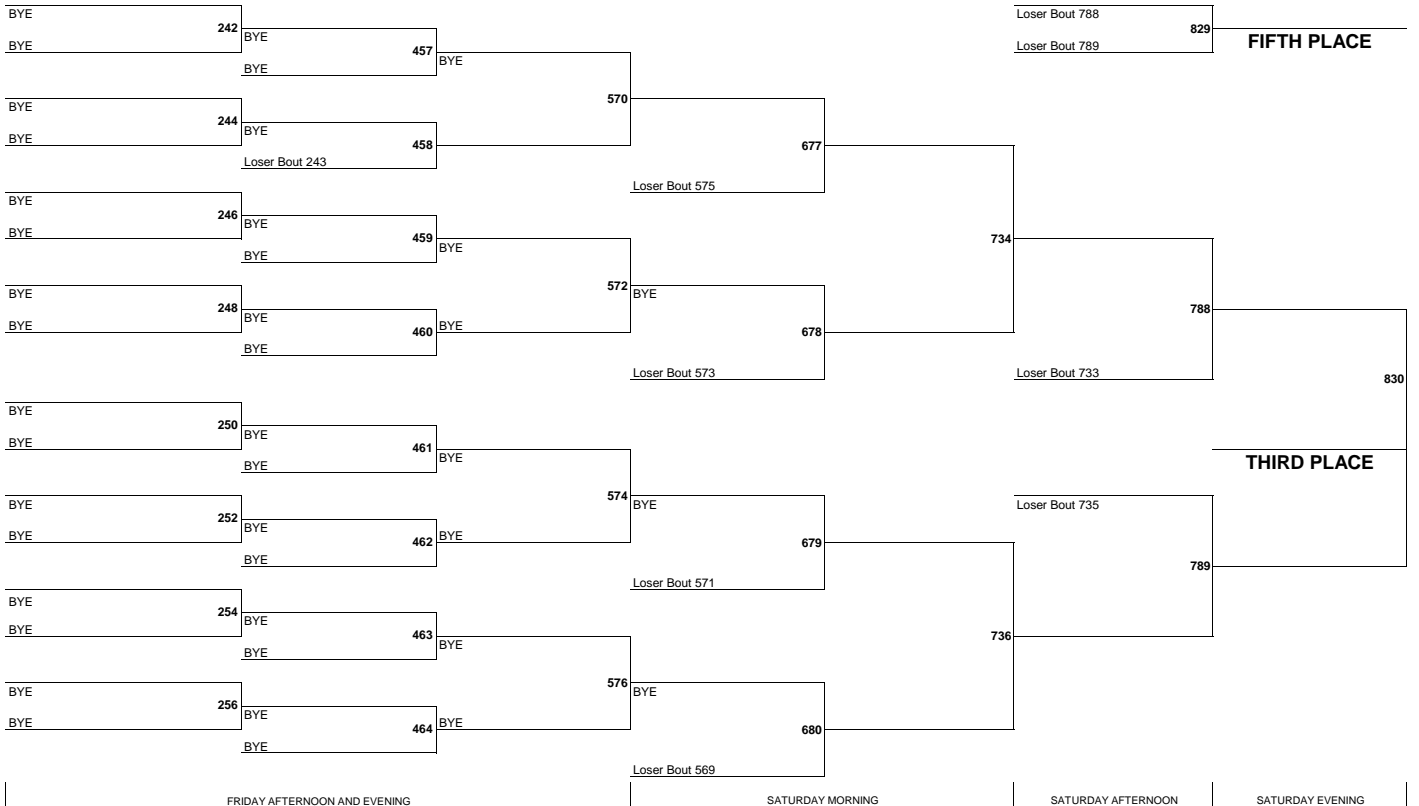 BYE
Loser Bout 788
242
829
BYE
BYE
Loser Bout 789
FIFTH PLACE
457
BYE
BYE
BYE
570
244
BYE
BYE
458
677
Loser Bout 243
Loser Bout 575
BYE
246
BYE
BYE
459
734
BYE
BYE
572
BYE
BYE
248
788
BYE
BYE
460
BYE
678
BYE
Loser Bout 573
Loser Bout 733
830
BYE
250
BYE
BYE
461
BYE
BYE
THIRD PLACE
574
BYE
BYE
Loser Bout 735
252
BYE
BYE
462
BYE
679
BYE
789
Loser Bout 571
BYE
254
BYE
BYE
463
736
BYE
BYE
576
BYE
BYE
256
BYE
BYE
464
BYE
680
BYE
Loser Bout 569
FRIDAY AFTERNOON AND EVENING
SATURDAY MORNING
SATURDAY AFTERNOON
SATURDAY EVENING